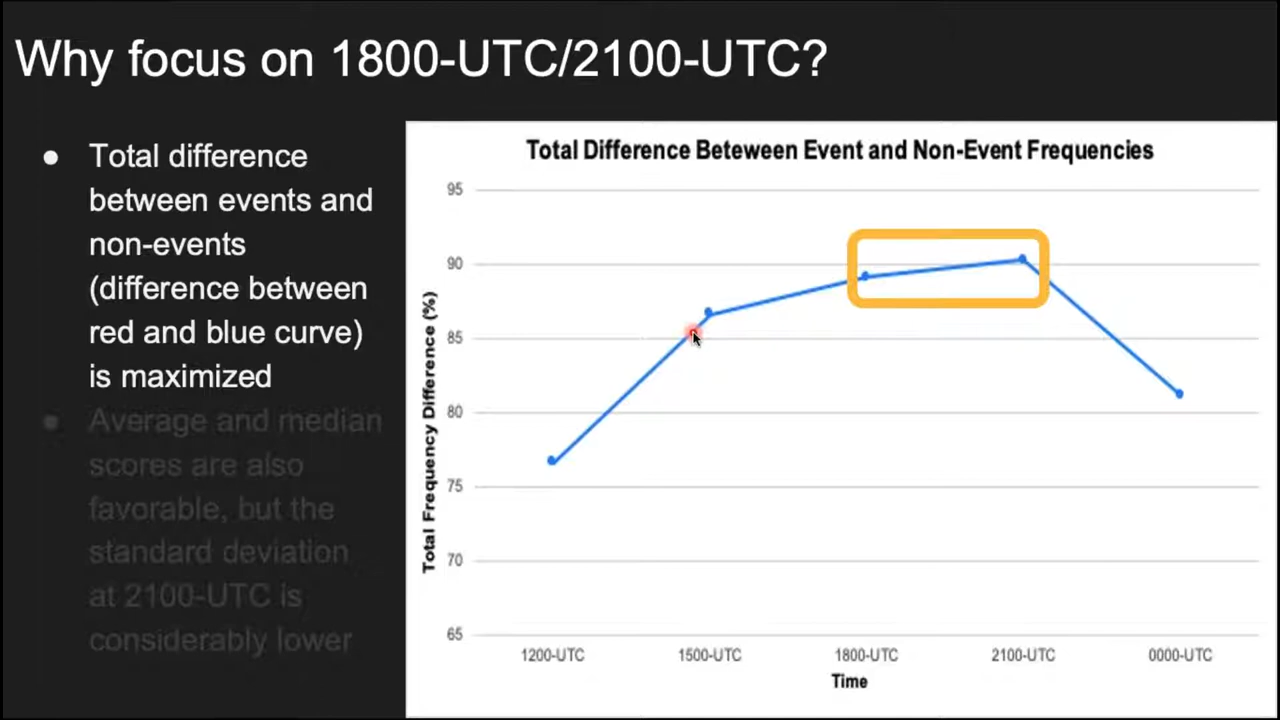 Why focus on 1800-UTC/2100-UTC?
● Total difference
between events and
non-events
(difference between
red and blue curve)
is maximized
● Average and median
scores are also
favorable, but the
standard deviation
at 2100-UTC is
considerably lower
Total Difference Beteween Event and Non-Event Frequencies
Total Frequency Difference (%)
95
90
85
80
75
70
65
1200-UTC 1500-UTC 1800-UTC 2100-UTC 0000-UTC
Time